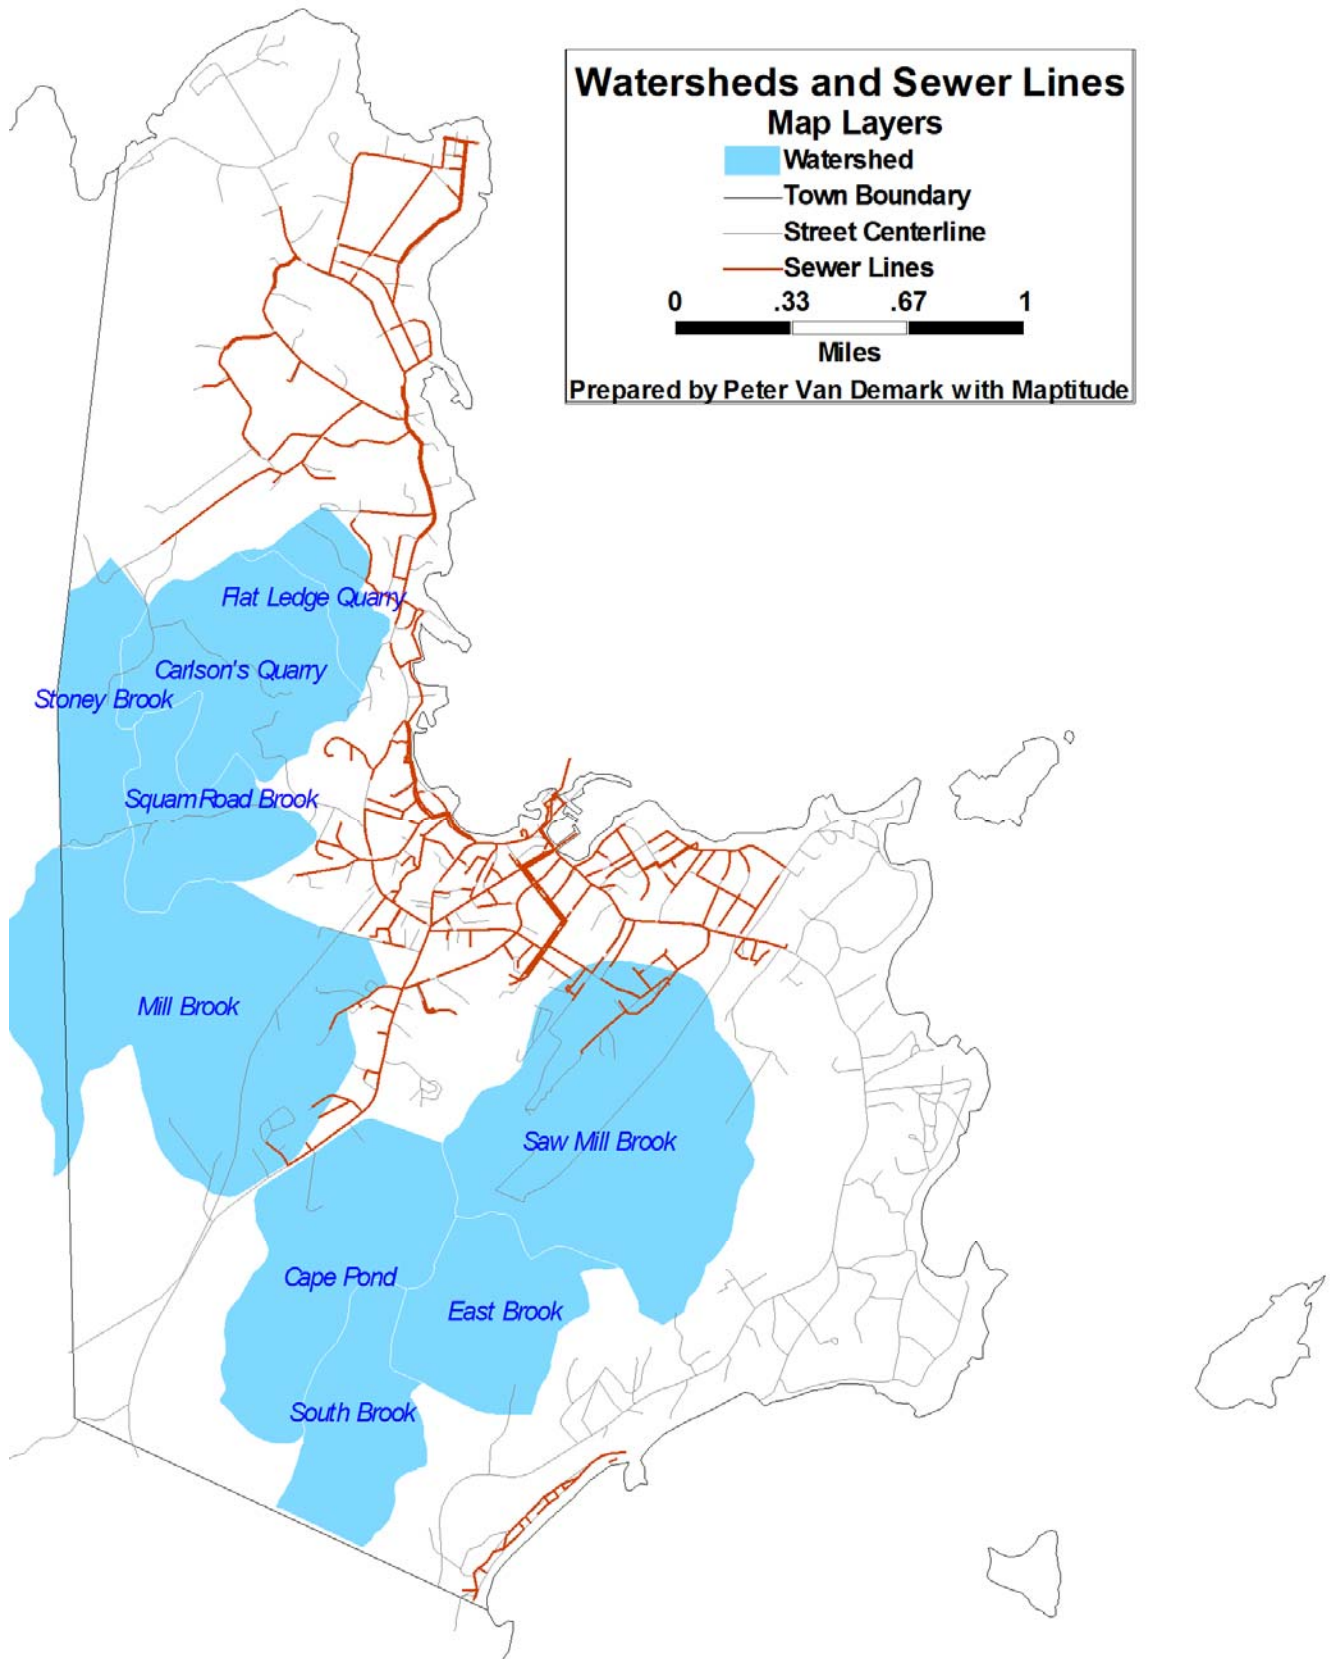 Watersheds and Sewer Lines
Map Layers
Watershed
Town Boundary
Street Centerline
Sewer Lines
0 .33 .67 1
Miles
Prepared by Peter Van Demark with Maptitude
Flat Ledge Quarry
Carlson's Quarry
Stoney Brook
Squam Road Brook
Mill Brook
Saw Mill Brook
Cape Pond
East Brook
South Brook